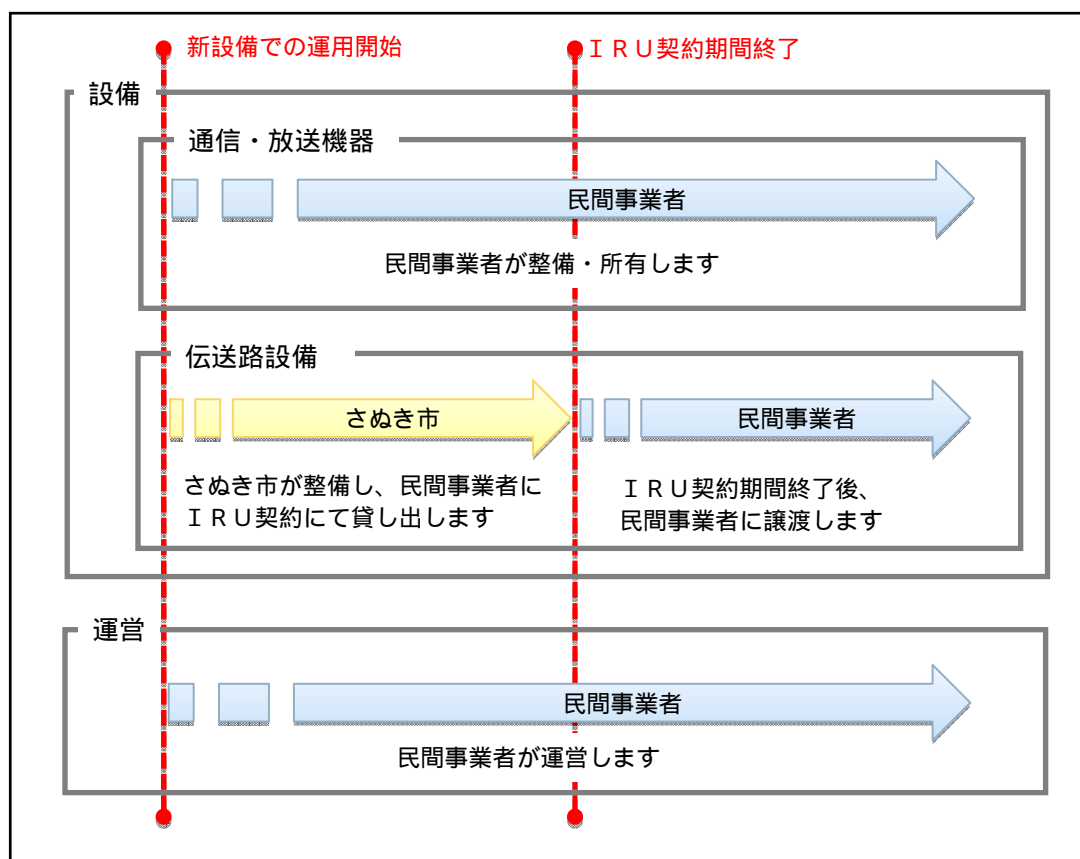 新設備での運用開始
ＩＲＵ契約期間終了
設備
通信・放送機器
民間事業者
民間事業者が整備・所有します
伝送路設備
さぬき市
民間事業者
さぬき市が整備し、民間事業者に
ＩＲＵ契約にて貸し出します
ＩＲＵ契約期間終了後、
民間事業者に譲渡します
運営
民間事業者
民間事業者が運営します